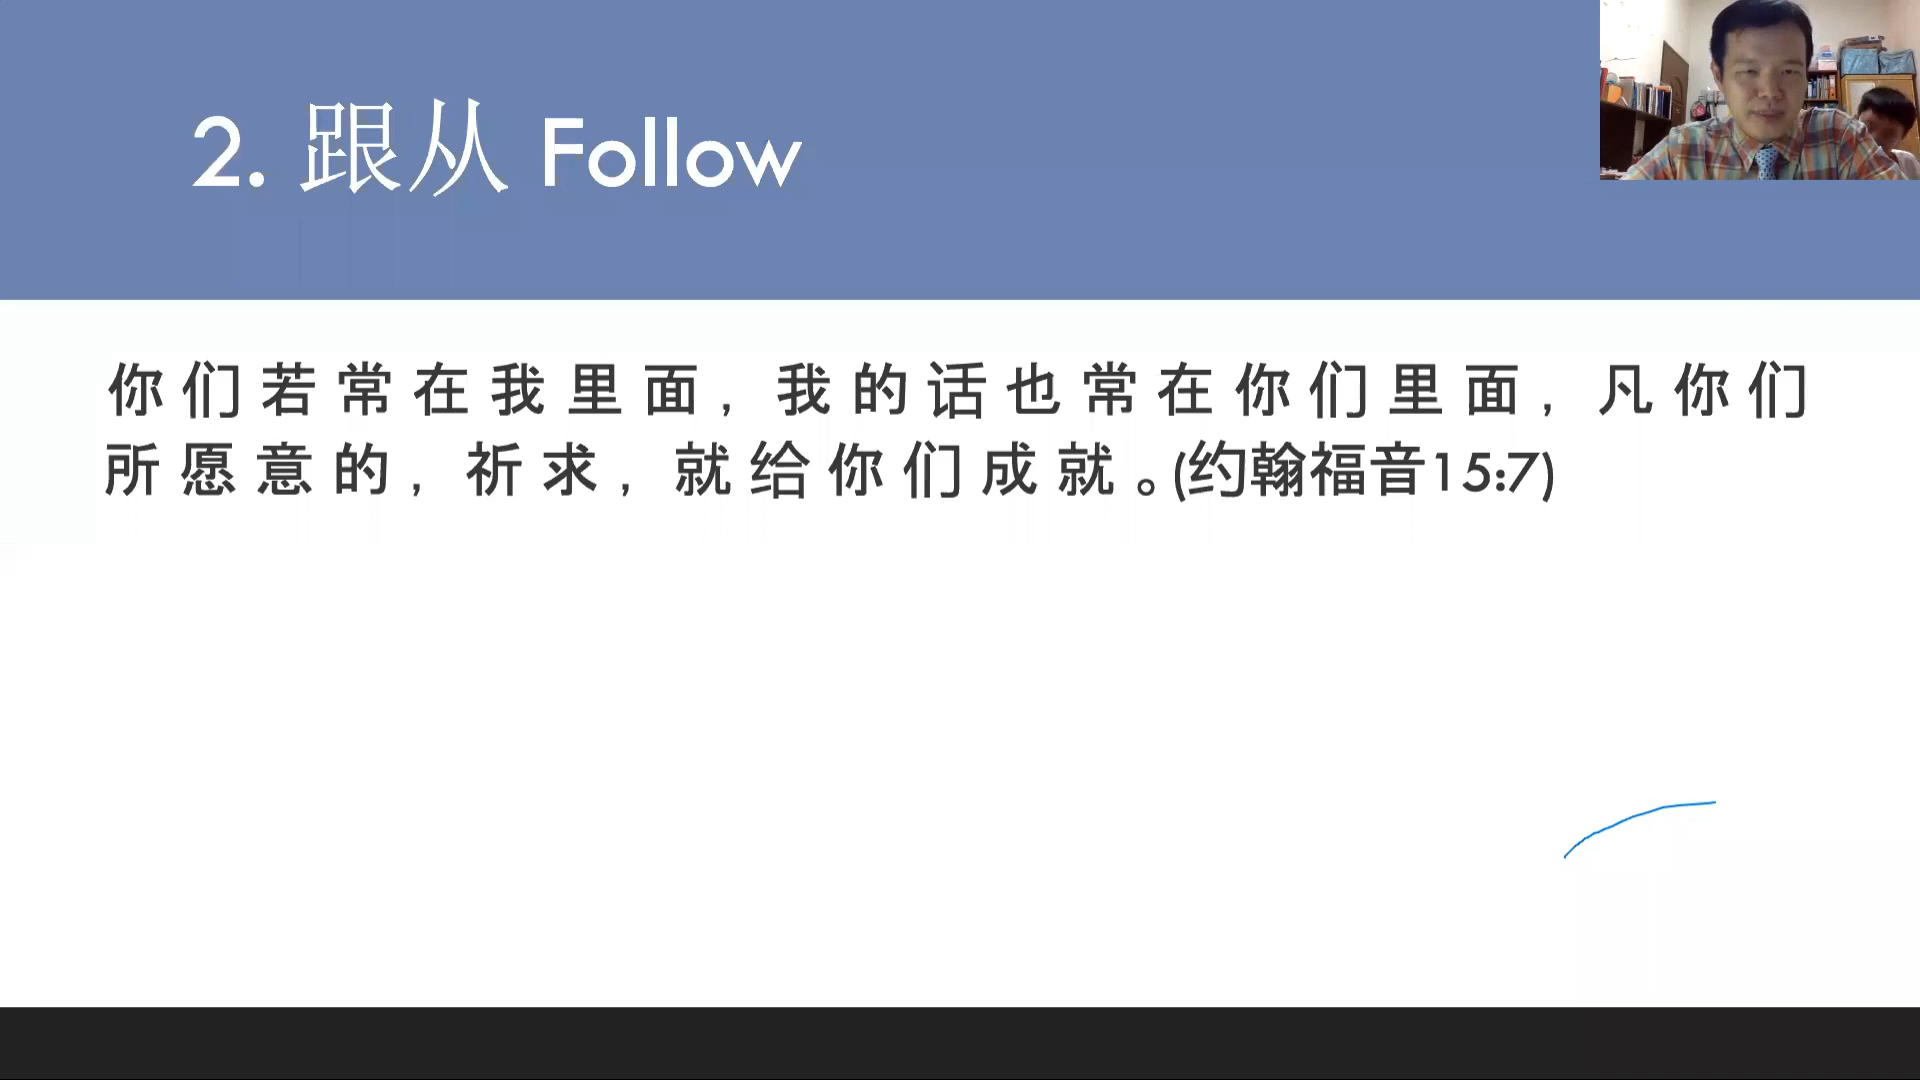 2. 跟从 Follow
你 们 若 常 在 我 里 面 ， 我 的 话 也 常 在 你 们 里 面 ， 凡 你 们
所 愿 意 的 ， 祈 求 ， 就 给 你 们 成 就 。(约翰福音15:7)